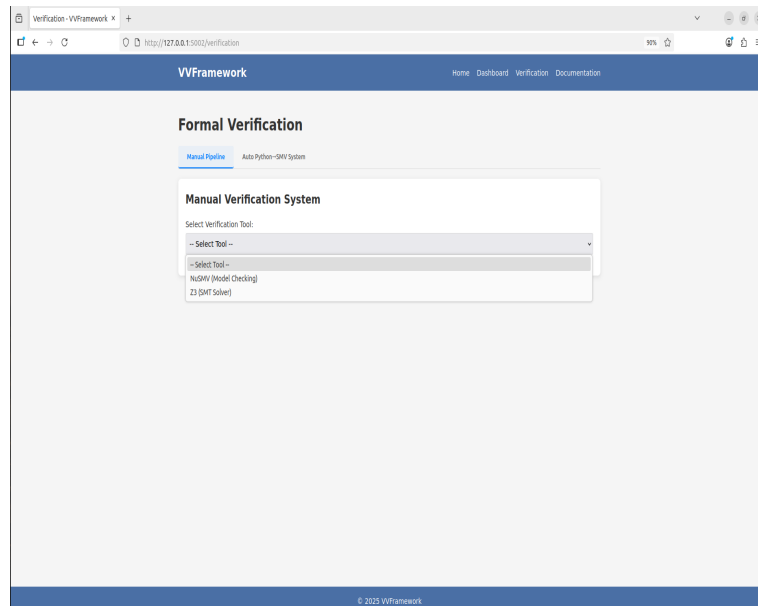 Verification - VVFramework × +
http://127.0.0.1:5002/verification 90%
VVFramework Home Dashboard Verification Documentation
Formal Verification
Manual Pipeline Auto Python→SMV System
Manual Verification System
Select Verification Tool:
-- Select Tool --
-- Select Tool --
NuSMV (Model Checking)
Z3 (SMT Solver)
© 2025 VVFramework